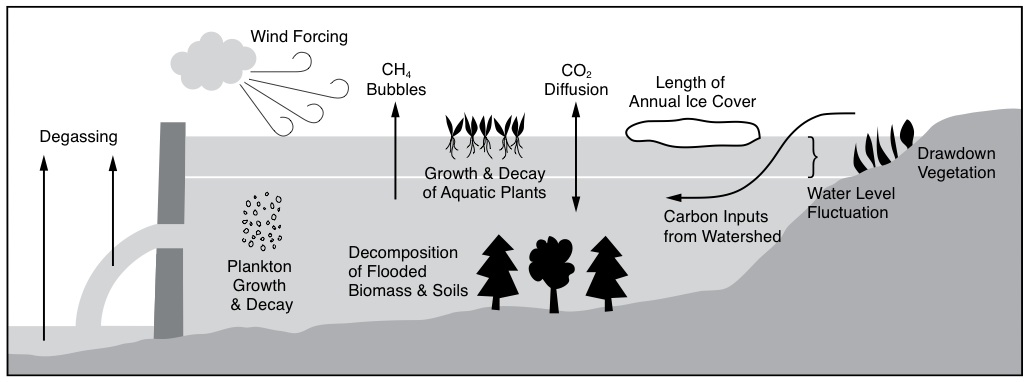 Wind Forcing
CH₄
Bubbles
CO₂
Diffusion
Length of
Annual Ice Cover
Degassing
Growth & Decay
of Aquatic Plants
Drawdown
Vegetation
Water Level
Fluctuation
Carbon Inputs
from Watershed
Plankton
Growth
& Decay
Decomposition
of Flooded
Biomass & Soils